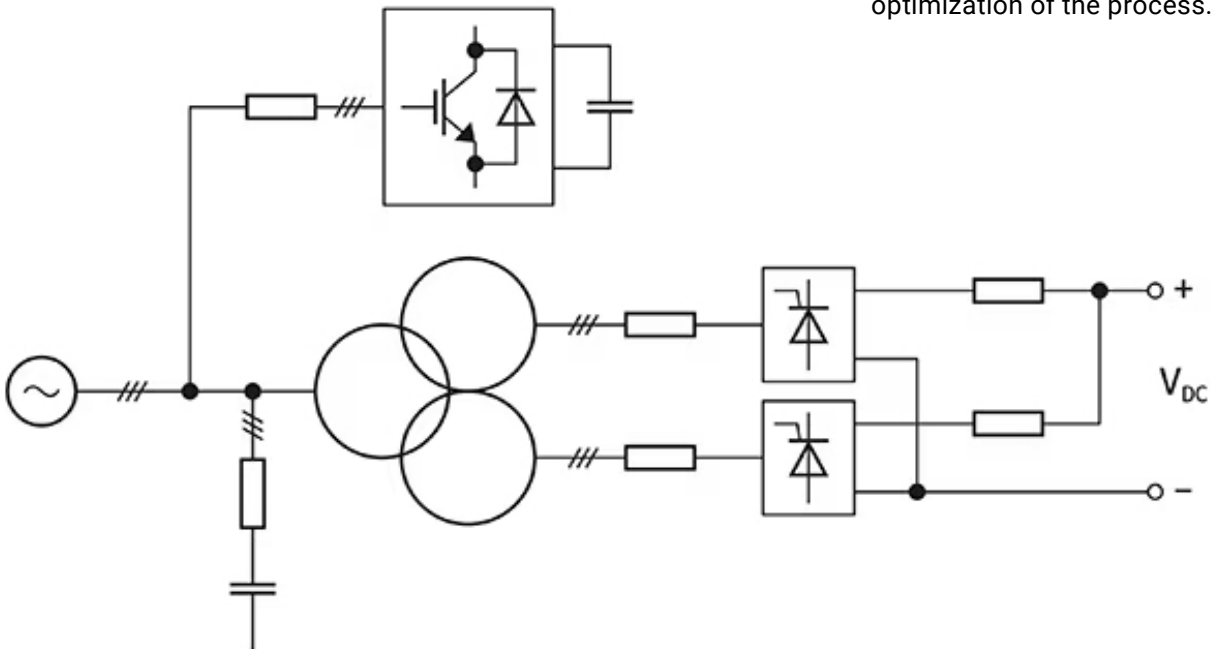 optimization of the process.
+
V_DC
−